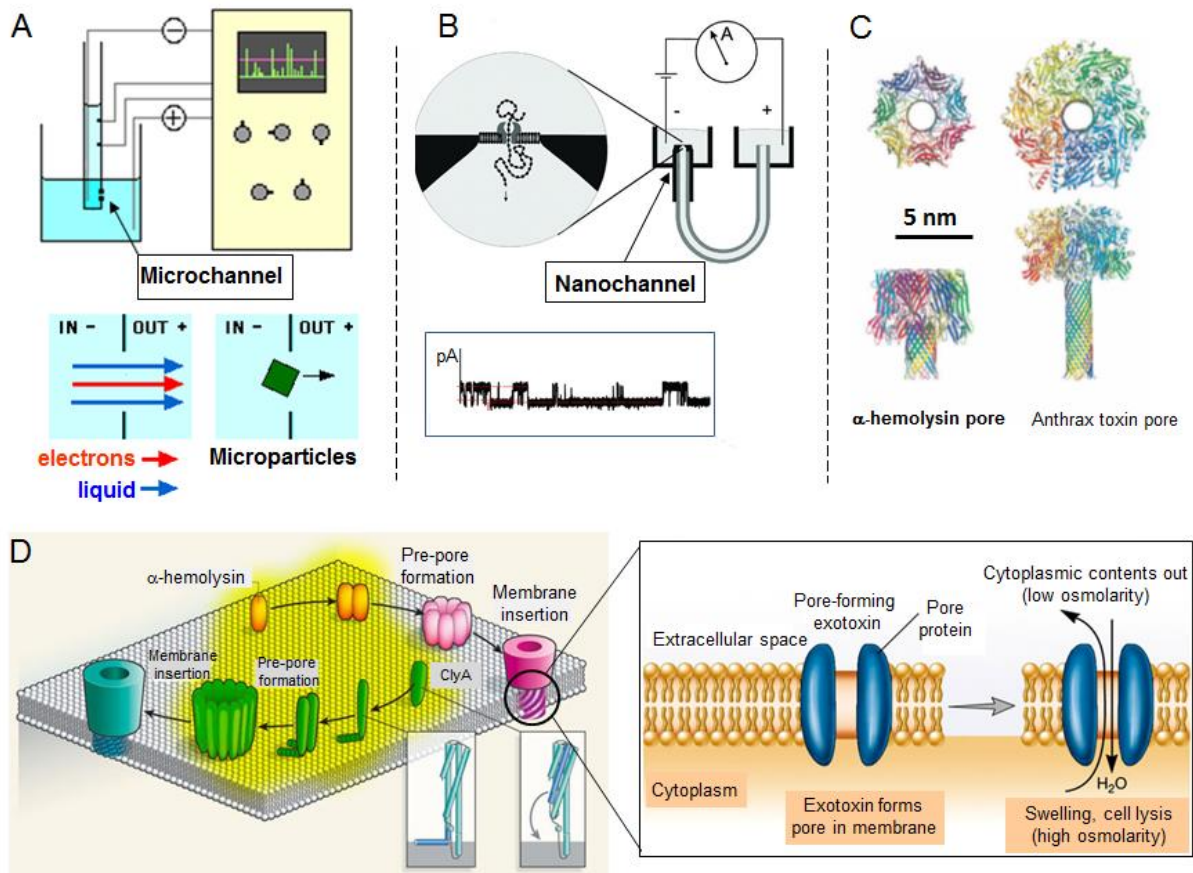 A
−
+
Microchannel
IN -
OUT +
IN -
OUT +
electrons
liquid
Microparticles
B
A
-
+
Nanochannel
pA
C
5 nm
α-hemolysin pore
Anthrax toxin pore
D
α-hemolysin
Pre-pore
formation
Membrane
insertion
Membrane
insertion
Pre-pore
formation
ClyA
Extracellular space
Pore-forming
exotoxin
Pore
protein
Cytoplasmic contents out
(low osmolarity)
Cytoplasm
Exotoxin forms
pore in membrane
H₂O
Swelling, cell lysis
(high osmolarity)